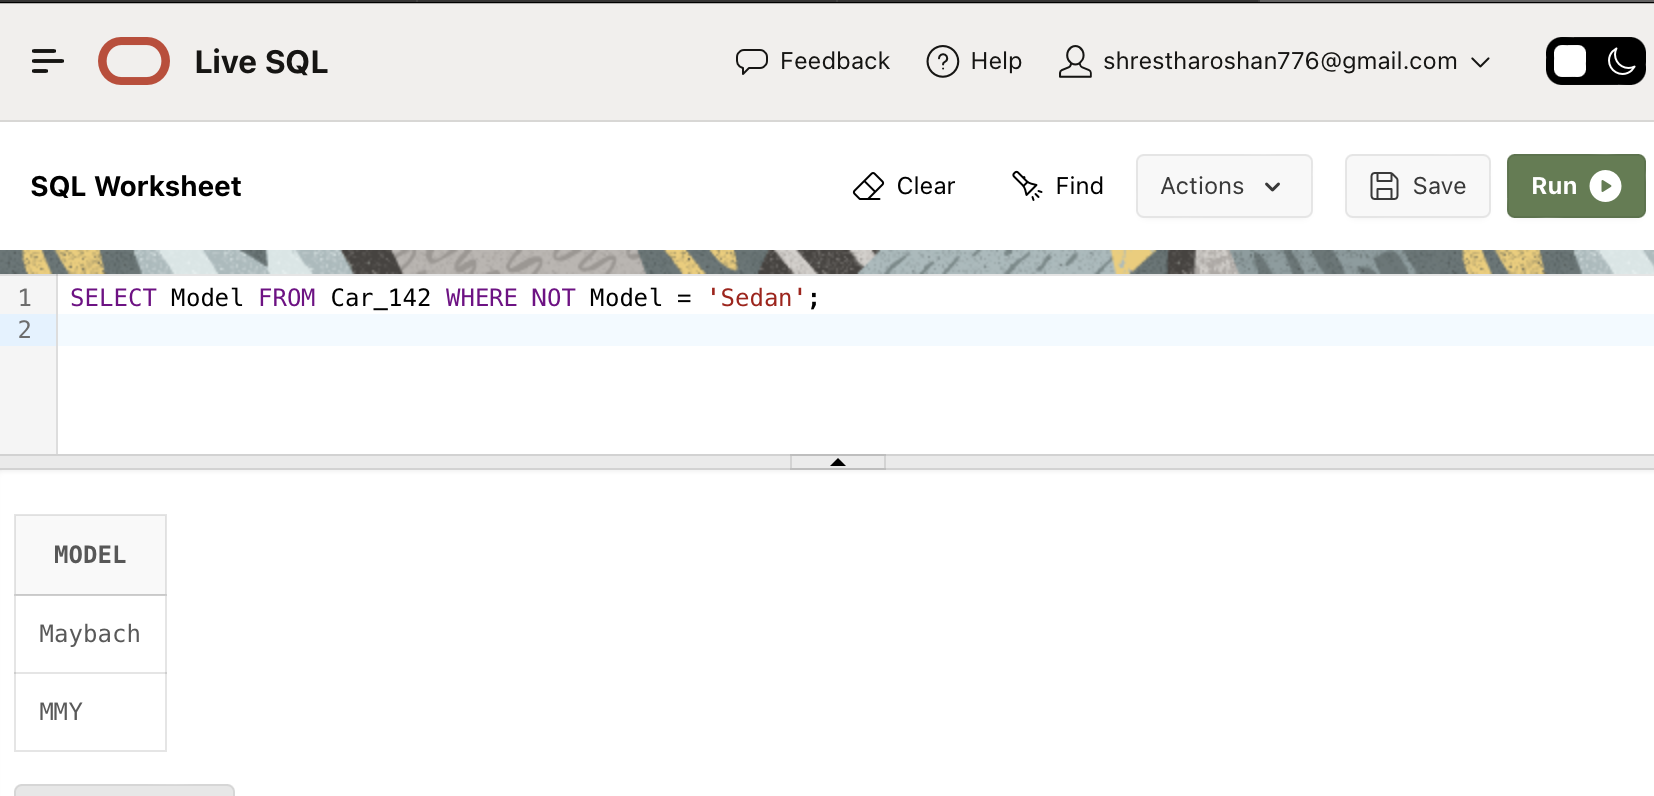 Live SQL
Feedback
Help
shrestharoshan776@gmail.com
SQL Worksheet
Clear
Find
Actions
Save
Run
1 SELECT Model FROM Car_142 WHERE NOT Model = 'Sedan';
2
MODEL
Maybach
MMY